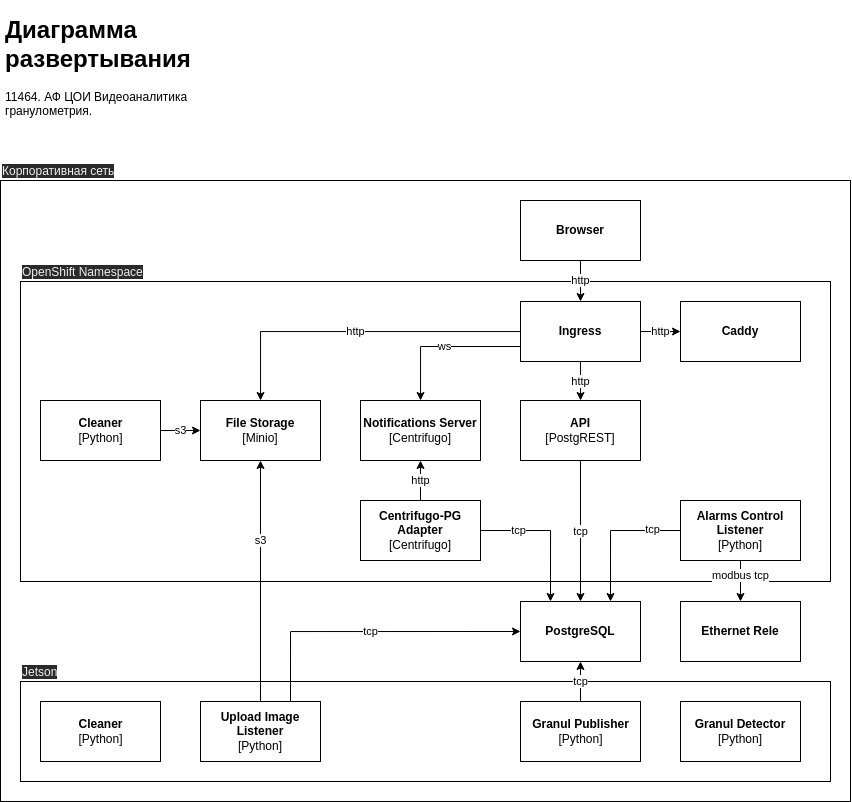 Диаграмма
развертывания
11464. АФ ЦОИ Видеоаналитика
гранулометрия.
Корпоративная сеть
Browser
OpenShift Namespace
http
Ingress
http
Caddy
http
ws
http
Cleaner
[Python]
s3
File Storage
[Minio]
Notifications Server
[Centrifugo]
API
[PostgREST]
http
Centrifugo-PG
Adapter
[Centrifugo]
tcp
tcp
tcp
Alarms Control
Listener
[Python]
s3
modbus tcp
tcp
PostgreSQL
Ethernet Rele
Jetson
tcp
Cleaner
[Python]
Upload Image
Listener
[Python]
Granul Publisher
[Python]
Granul Detector
[Python]